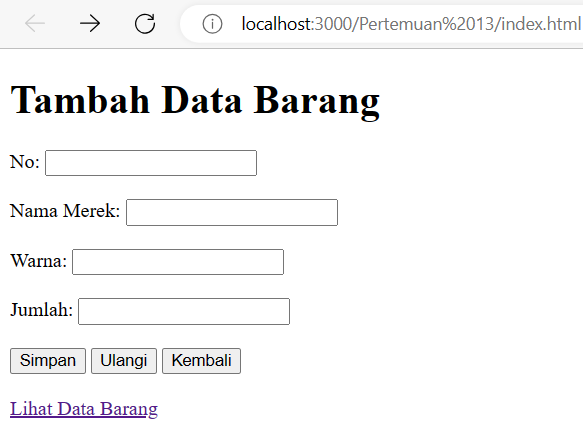 localhost:3000/Pertemuan%2013/index.html
Tambah Data Barang
No:
Nama Merek:
Warna:
Jumlah:
Simpan Ulangi Kembali
Lihat Data Barang